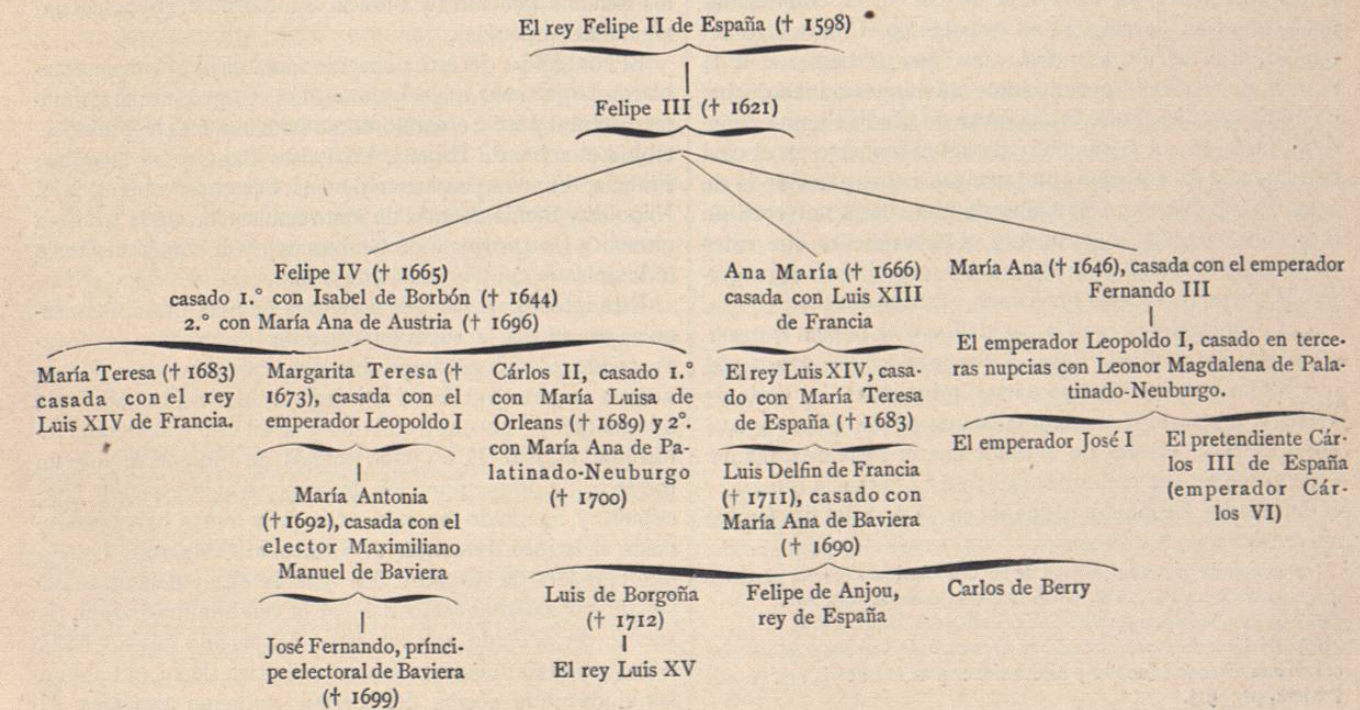 El rey Felipe II de España († 1598)
Felipe III († 1621)
Felipe IV († 1665)
casado 1.º con Isabel de Borbón († 1644)
2.º con María Ana de Austria († 1696)
Ana María († 1666)
casada con Luis XIII
de Francia
María Ana († 1646), casada con el emperador
Fernando III
María Teresa († 1683)
casada con el rey
Luis XIV de Francia.
Margarita Teresa (†
1673), casada con el
emperador Leopoldo I
María Antonia
(† 1692), casada con el
elector Maximiliano
Manuel de Baviera
José Fernando, prínci-
pe electoral de Baviera
(† 1699)
Cárlos II, casado 1.º
con María Luisa de
Orleans († 1689) y 2º.
con María Ana de Pa-
latinado-Neuburgo
(† 1700)
El rey Luis XIV, casa-
do con María Teresa
de España († 1683)
Luis Delfin de Francia
(† 1711), casado con
María Ana de Baviera
(† 1690)
Luis de Borgoña
(† 1712)
El rey Luis XV
Felipe de Anjou,
rey de España
Carlos de Berry
El emperador Leopoldo I, casado en terce-
ras nupcias con Leonor Magdalena de Pala-
tinado-Neuburgo.
El emperador José I
El pretendiente Cár-
los III de España
(emperador Cár-
los VI)